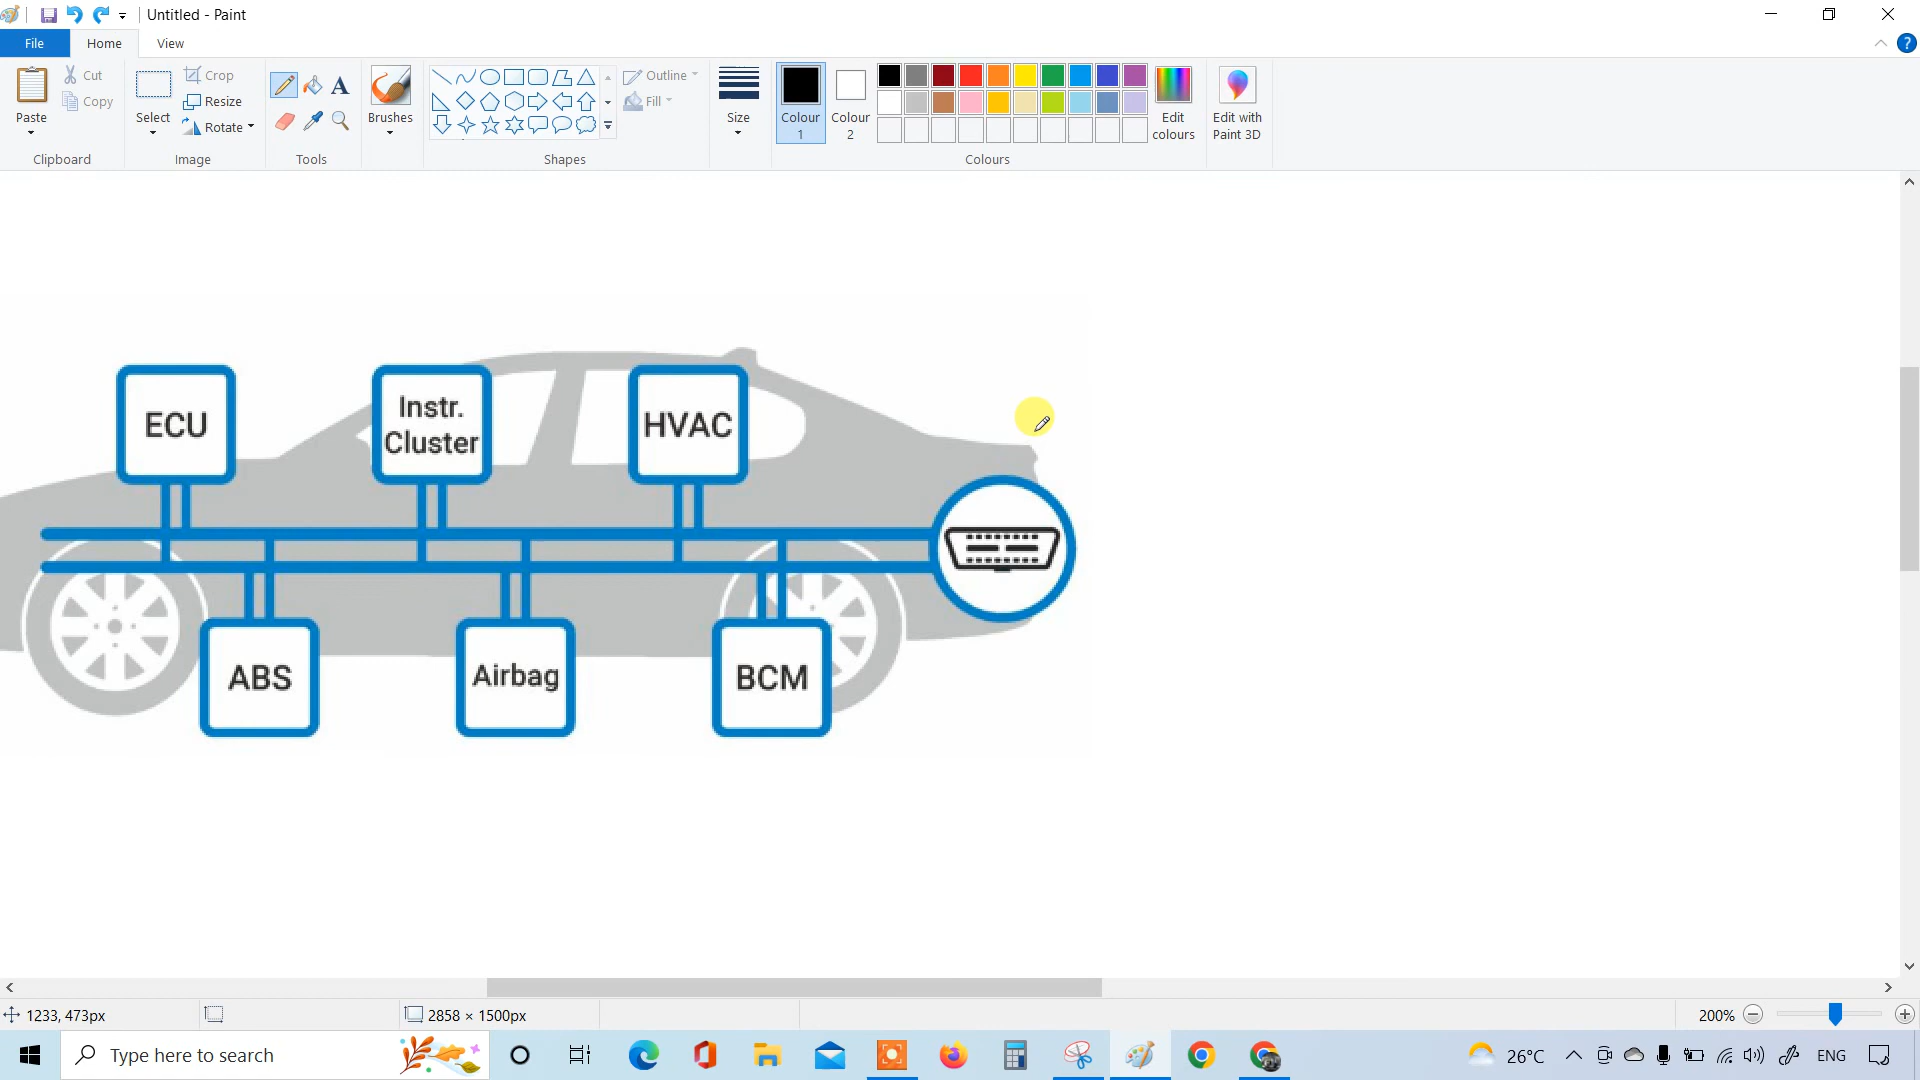 Untitled - Paint
File
Home
View
Paste
Cut
Copy
Clipboard
Select
Crop
Resize
Rotate
Image
A
Tools
Brushes
Outline
Fill
Shapes
Size
Colour
1
Colour
2
Edit
colours
Colours
Edit with
Paint 3D
?
ECU
Instr.
Cluster
HVAC
ABS
Airbag
BCM
1233, 473px
2858 × 1500px
200%
Type here to search
26°C
ENG